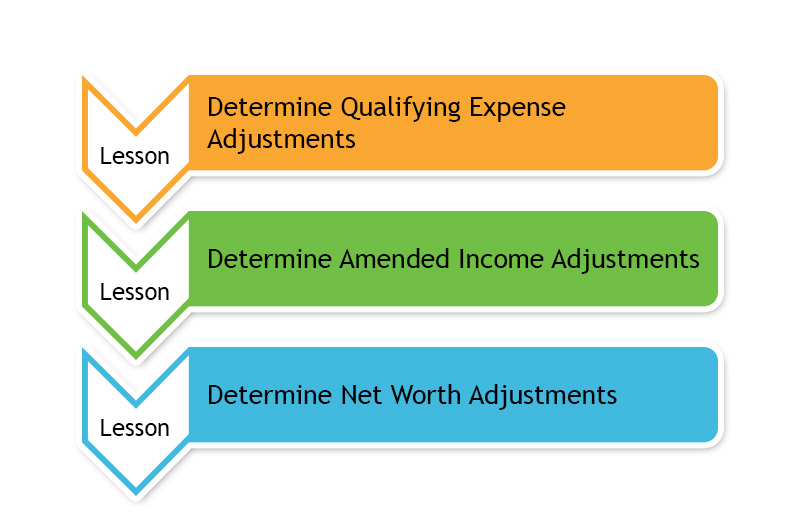 Lesson
Determine Qualifying Expense
Adjustments
Lesson
Determine Amended Income Adjustments
Lesson
Determine Net Worth Adjustments